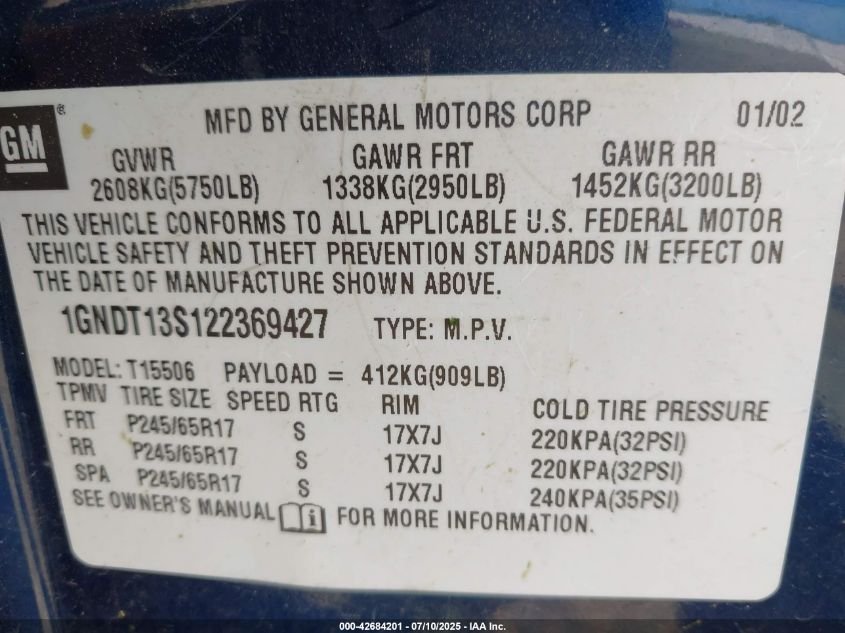 GM ® MFD BY GENERAL MOTORS CORP 01/02
GVWR GAWR FRT GAWR RR
2608KG(5750LB) 1338KG(2950LB) 1452KG(3200LB)
THIS VEHICLE CONFORMS TO ALL APPLICABLE U.S. FEDERAL MOTOR
VEHICLE SAFETY AND THEFT PREVENTION STANDARDS IN EFFECT ON
THE DATE OF MANUFACTURE SHOWN ABOVE.
1GNDT13S122369427 TYPE: M.P.V.
MODEL: T15506 PAYLOAD = 412KG(909LB)
TPMV TIRE SIZE SPEED RTG RIM COLD TIRE PRESSURE
FRT P245/65R17 S 17X7J 220KPA(32PSI)
RR P245/65R17 S 17X7J 220KPA(32PSI)
SPA P245/65R17 S 17X7J 240KPA(35PSI)
SEE OWNER'S MANUAL i FOR MORE INFORMATION.
000-42684201 - 07/10/2025 - IAA Inc.